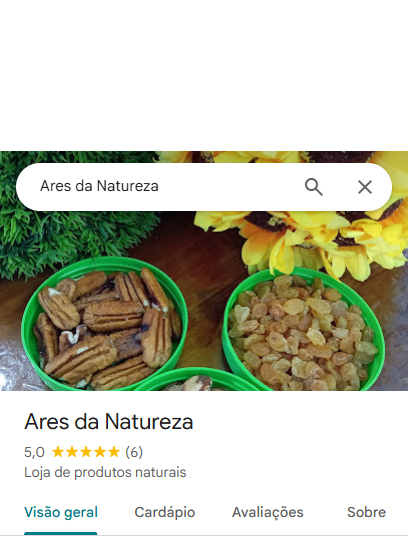 Ares da Natureza
Ares da Natureza
5,0 ★★★★★ (6)
Loja de produtos naturais
Visão geral Cardápio Avaliações Sobre